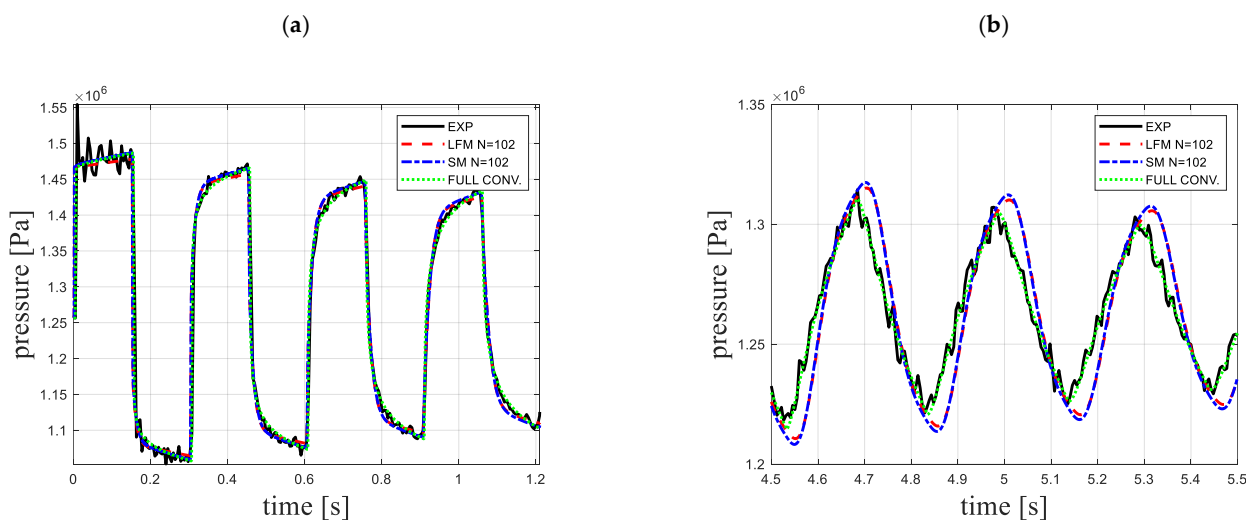 (a)
(b)
×10⁶
1.55
1.5
1.45
1.4
1.35
1.3
1.25
1.2
1.15
1.1
pressure [Pa]
EXP
LFM N=102
SM N=102
FULL CONV.
0 0.2 0.4 0.6 0.8 1 1.2
time [s]
×10⁶
1.35
1.3
1.25
1.2
pressure [Pa]
EXP
LFM N=102
SM N=102
FULL CONV.
4.5 4.6 4.7 4.8 4.9 5 5.1 5.2 5.3 5.4 5.5
time [s]